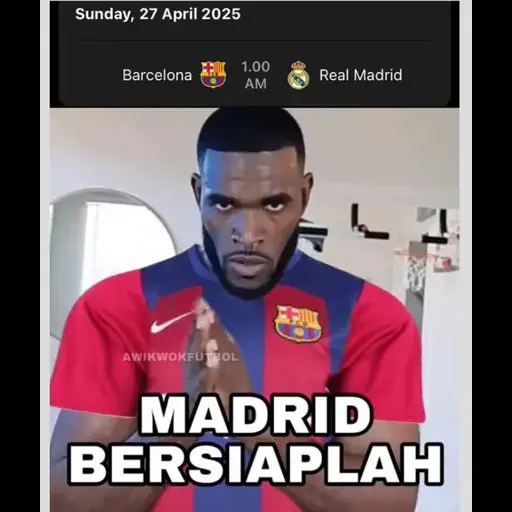 Sunday, 27 April 2025
Barcelona 1.00 AM Real Madrid
AWIKWOKFUTBOL
MADRID
BERSIAPLAH